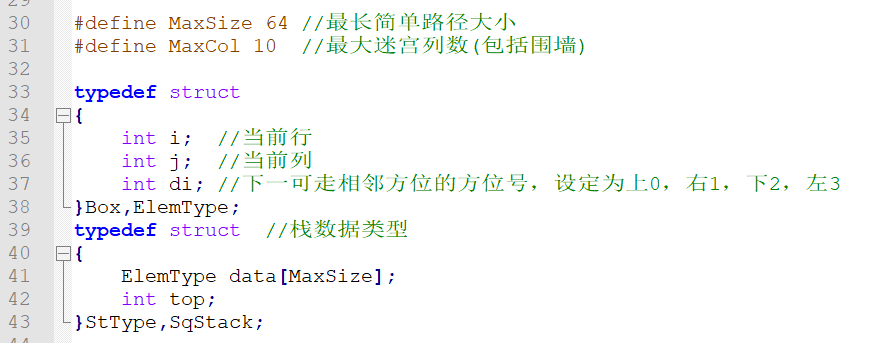 30 #define MaxSize 64 //最长简单路径大小
31 #define MaxCol 10  //最大迷宫列数(包括围墙)
32
33 typedef struct
34 {
35     int i;  //当前行
36     int j;  //当前列
37     int di; //下一可走相邻方位的方位号，设定为上0，右1，下2，左3
38 }Box,ElemType;
39 typedef struct  //栈数据类型
40 {
41     ElemType data[MaxSize];
42     int top;
43 }StType,SqStack;